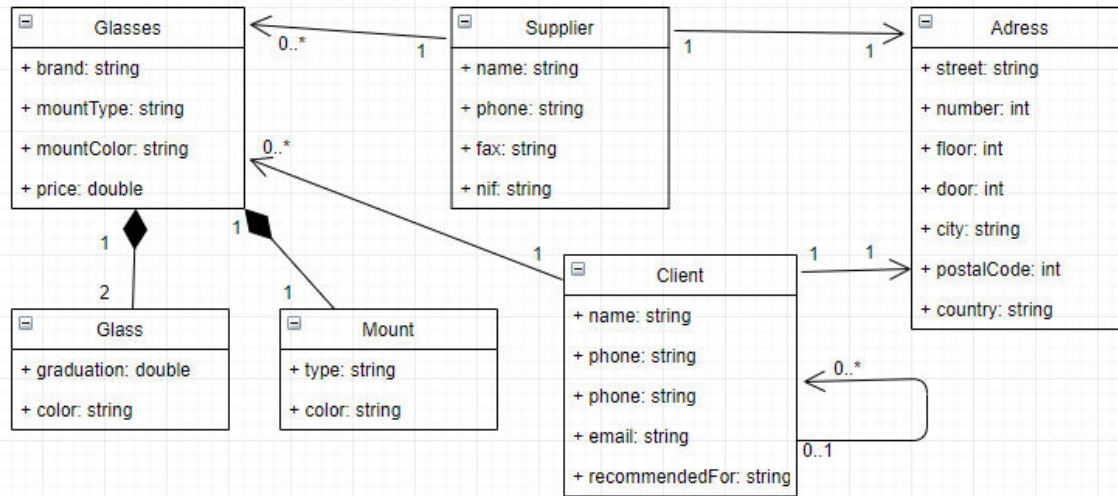 Glasses
+ brand: string
+ mountType: string
+ mountColor: string
+ price: double
0..*
1
Supplier
+ name: string
+ phone: string
+ fax: string
+ nif: string
1
1
Adress
+ street: string
+ number: int
+ floor: int
+ door: int
+ city: string
+ postalCode: int
+ country: string
0..*
1
1
1
1
2
1
1
Glass
+ graduation: double
+ color: string
Mount
+ type: string
+ color: string
Client
+ name: string
+ phone: string
+ phone: string
+ email: string
+ recommendedFor: string
0..*
0..1